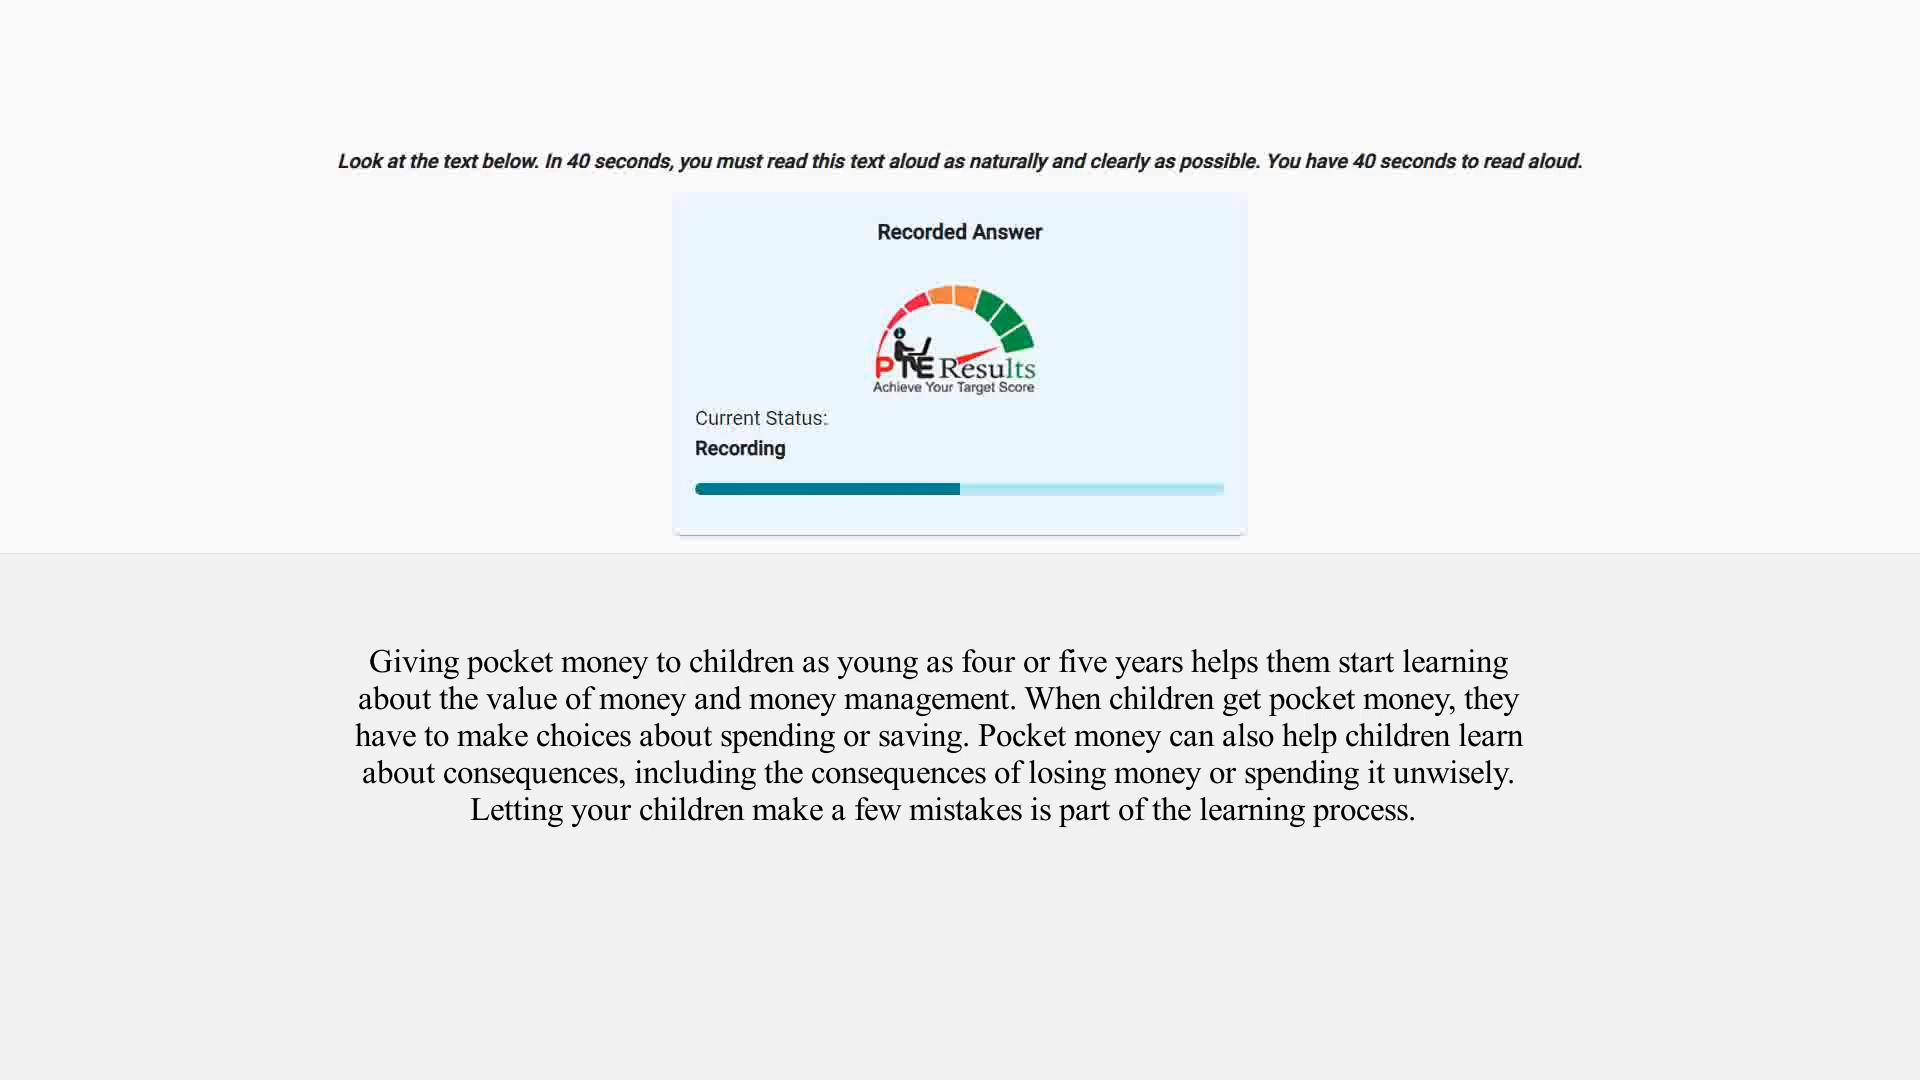 Look at the text below. In 40 seconds, you must read this text aloud as naturally and clearly as possible. You have 40 seconds to read aloud.
Recorded Answer
PTE Results
Achieve Your Target Score
Current Status:
Recording
Giving pocket money to children as young as four or five years helps them start learning
about the value of money and money management. When children get pocket money, they
have to make choices about spending or saving. Pocket money can also help children learn
about consequences, including the consequences of losing money or spending it unwisely.
Letting your children make a few mistakes is part of the learning process.